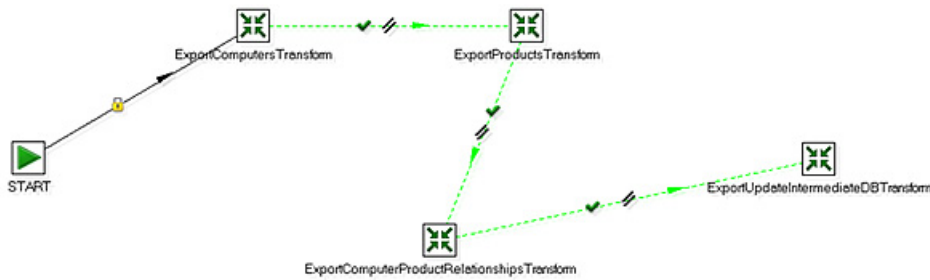 ExportComputersTransform
ExportProductsTransform
START
ExportUpdateIntermediateDBTransform
ExportComputerProductRelationshipsTransform